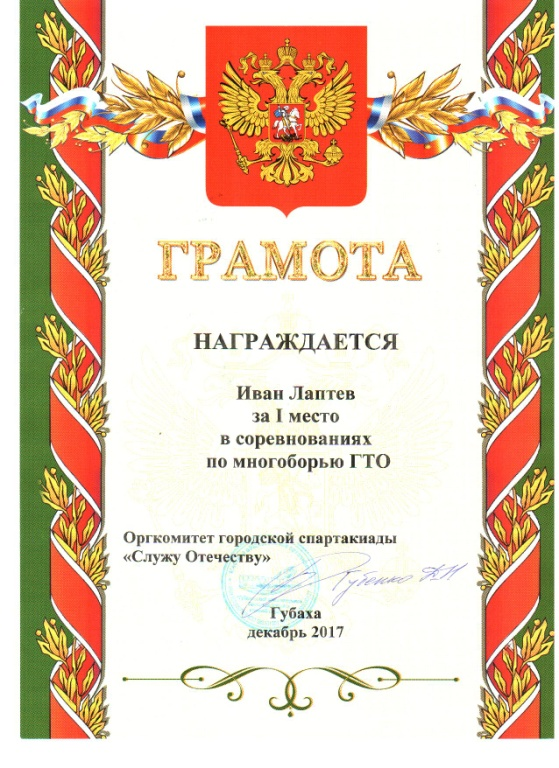 ГРАМОТА
НАГРАЖДАЕТСЯ
Иван Лаптев
за I место
в соревнованиях
по многоборью ГТО
Оргкомитет городской спартакиады
«Служу Отечеству»
Губаха
декабрь 2017